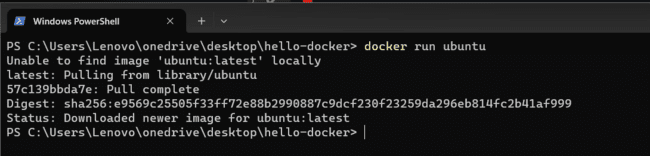 Windows PowerShell
PS C:\Users\Lenovo\onedrive\desktop\hello-docker> docker run ubuntu
Unable to find image 'ubuntu:latest' locally
latest: Pulling from library/ubuntu
57c139bbda7e: Pull complete
Digest: sha256:e9569c25505f33ff72e88b2990887c9dcf230f23259da296eb814fc2b41af999
Status: Downloaded newer image for ubuntu:latest
PS C:\Users\Lenovo\onedrive\desktop\hello-docker>